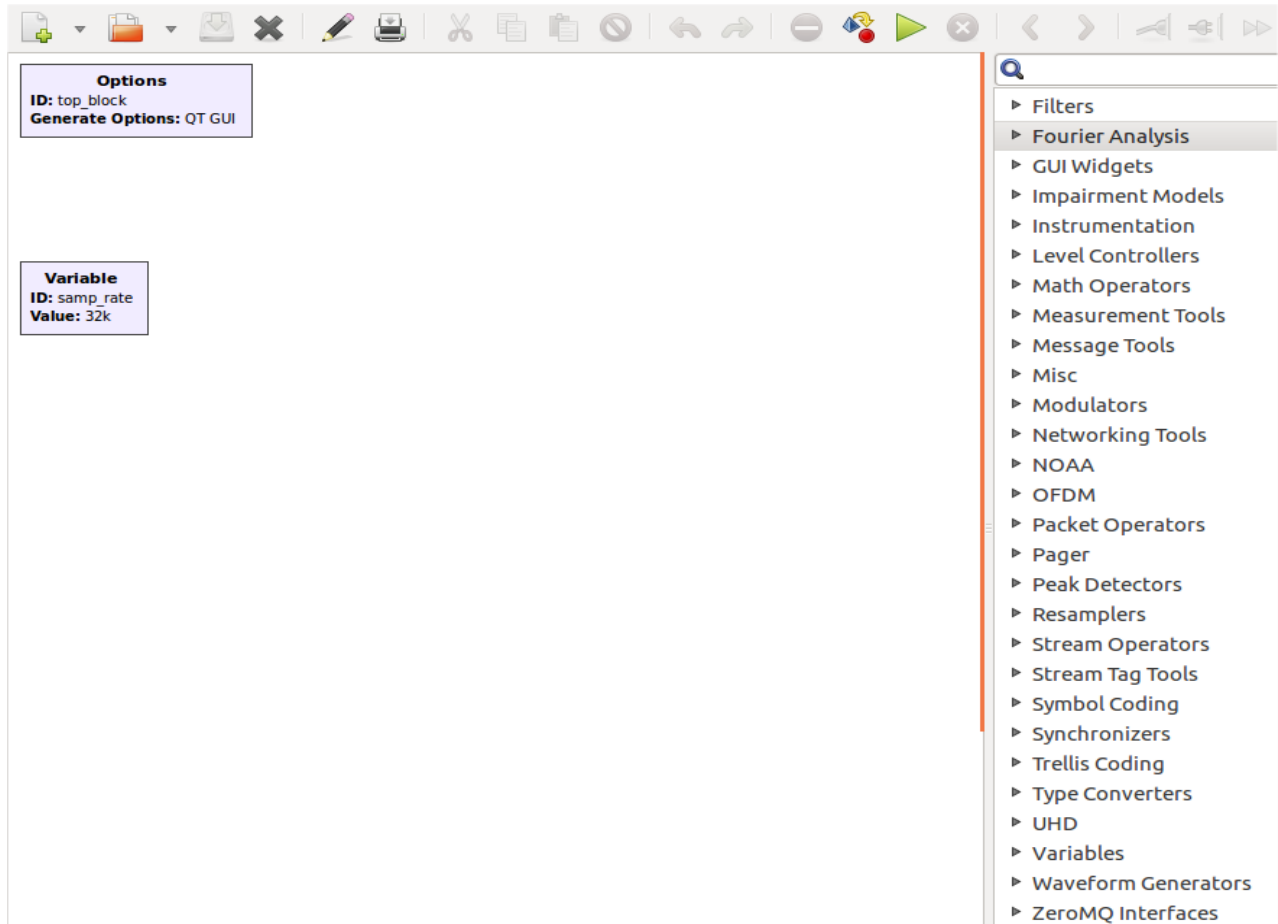 Options
ID: top_block
Generate Options: QT GUI
Variable
ID: samp_rate
Value: 32k
Filters
Fourier Analysis
GUI Widgets
Impairment Models
Instrumentation
Level Controllers
Math Operators
Measurement Tools
Message Tools
Misc
Modulators
Networking Tools
NOAA
OFDM
Packet Operators
Pager
Peak Detectors
Resamplers
Stream Operators
Stream Tag Tools
Symbol Coding
Synchronizers
Trellis Coding
Type Converters
UHD
Variables
Waveform Generators
ZeroMQ Interfaces